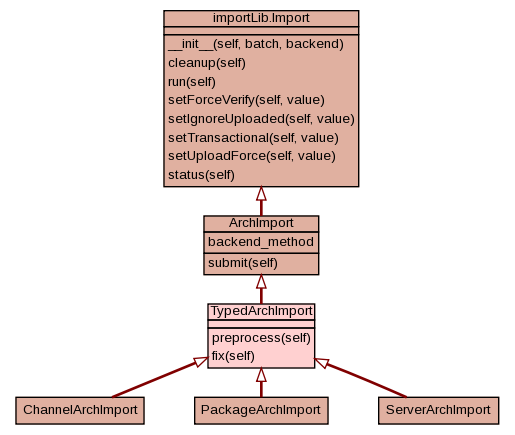 importLib.Import
__init__(self, batch, backend)
cleanup(self)
run(self)
setForceVerify(self, value)
setIgnoreUploaded(self, value)
setTransactional(self, value)
setUploadForce(self, value)
status(self)
ArchImport
backend_method
submit(self)
TypedArchImport
preprocess(self)
fix(self)
ChannelArchImport
PackageArchImport
ServerArchImport